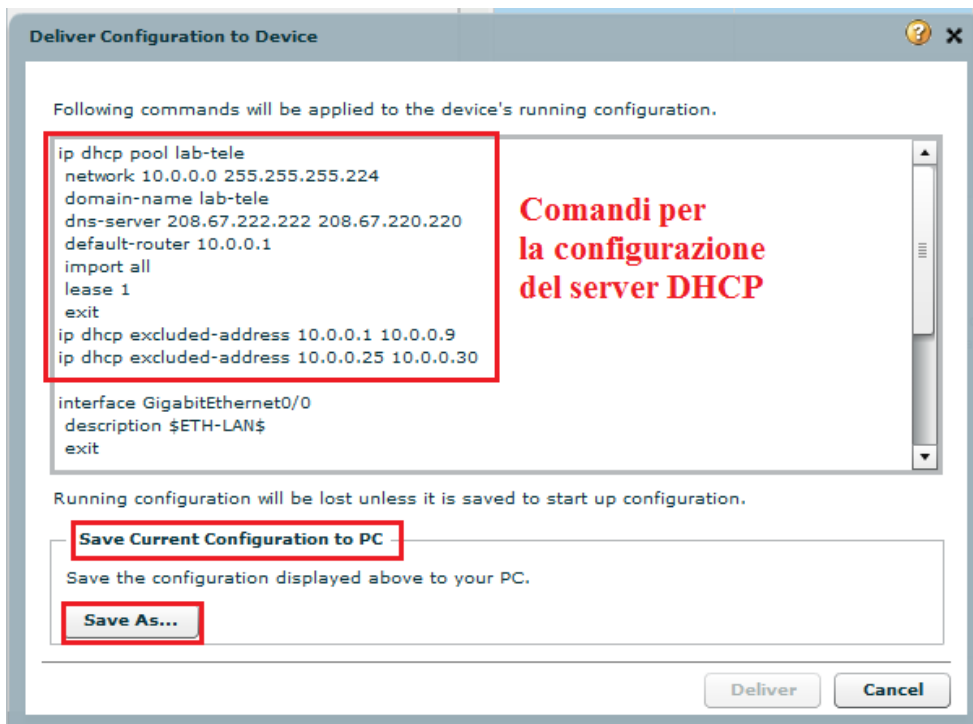 Deliver Configuration to Device
Following commands will be applied to the device's running configuration.
ip dhcp pool lab-tele
network 10.0.0.0 255.255.255.224
domain-name lab-tele
dns-server 208.67.222.222 208.67.220.220
default-router 10.0.0.1
import all
lease 1
exit
ip dhcp excluded-address 10.0.0.1 10.0.0.9
ip dhcp excluded-address 10.0.0.25 10.0.0.30
Comandi per
la configurazione
del server DHCP
interface GigabitEthernet0/0
description $ETH-LAN$
exit
Running configuration will be lost unless it is saved to start up configuration.
Save Current Configuration to PC
Save the configuration displayed above to your PC.
Save As...
Deliver
Cancel